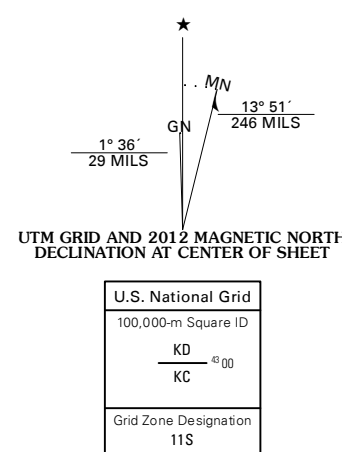 ★
MN
GN
13° 51´
246 MILS
1° 36´
29 MILS
UTM GRID AND 2012 MAGNETIC NORTH
DECLINATION AT CENTER OF SHEET
U.S. National Grid
100,000-m Square ID
KD
43 00
KC
Grid Zone Designation
11S